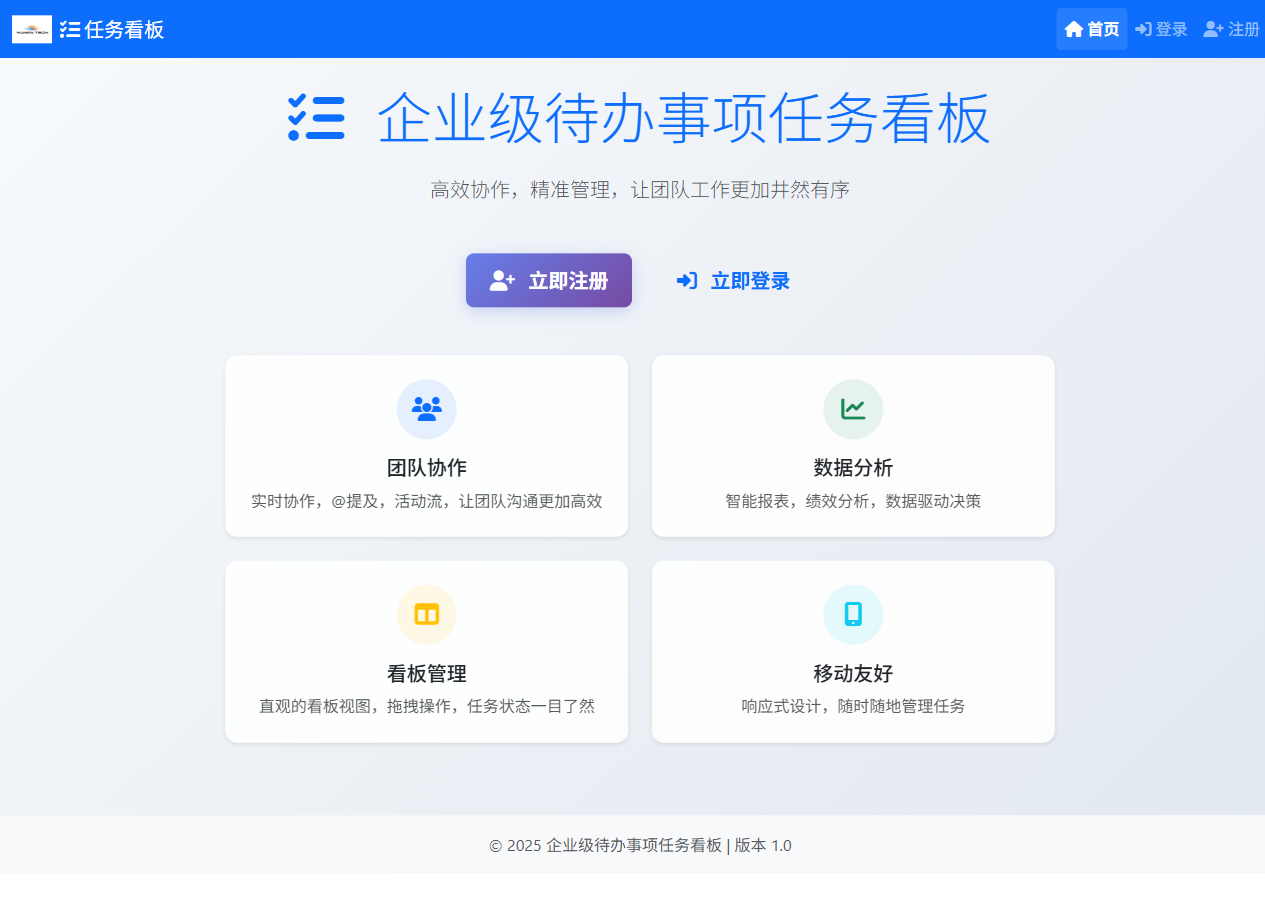 YUNFAN TECH 任务看板 首页 登录 注册
企业级待办事项任务看板
高效协作，精准管理，让团队工作更加井然有序
立即注册 立即登录
团队协作
实时协作，@提及，活动流，让团队沟通更加高效
数据分析
智能报表，绩效分析，数据驱动决策
看板管理
直观的看板视图，拖拽操作，任务状态一目了然
移动友好
响应式设计，随时随地管理任务
© 2025 企业级待办事项任务看板 | 版本 1.0